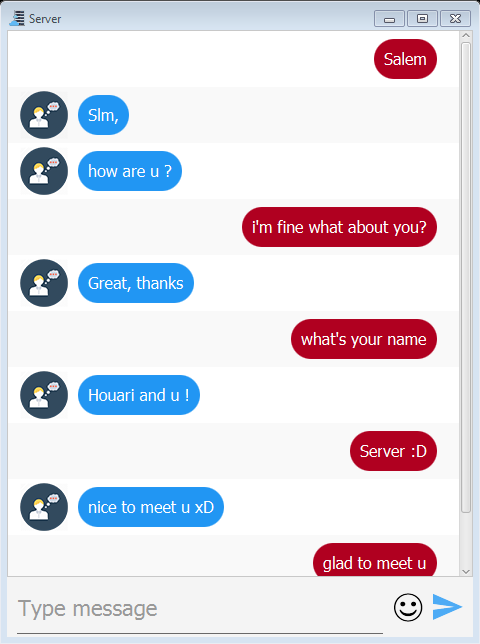 Server
Salem
Slm,
how are u ?
i'm fine what about you?
Great, thanks
what's your name
Houari and u !
Server :D
nice to meet u xD
glad to meet u
Type message